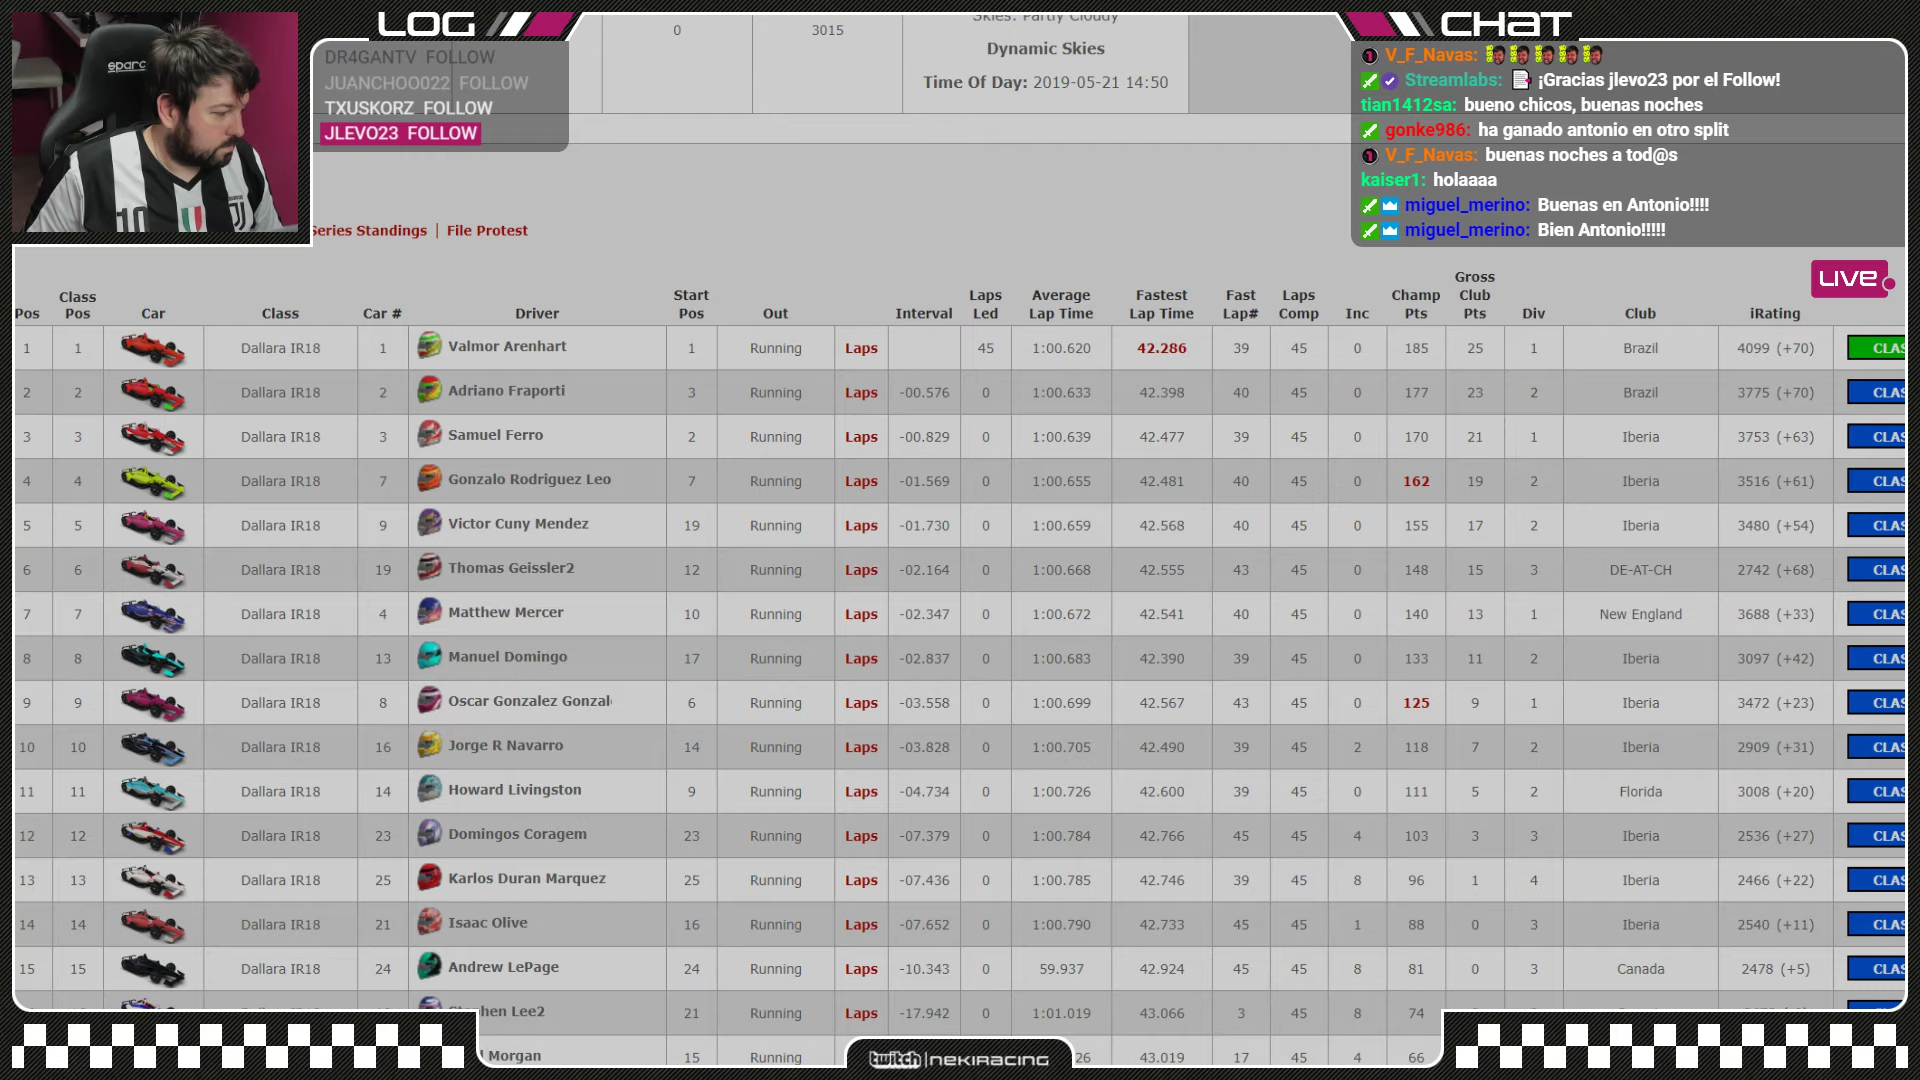 LOG
CHAT
DR4GANTV FOLLOW
JUANCHOO022 FOLLOW
TXUSKORZ FOLLOW
JLEVO23 FOLLOW
0 3015
Skies: Partly Cloudy
Dynamic Skies
Time Of Day: 2019-05-21 14:50
V_F_Navas:
Streamlabs: ¡Gracias jlevo23 por el Follow!
tian1412sa: bueno chicos, buenas noches
gonke986: ha ganado antonio en otro split
V_F_Navas: buenas noches a tod@s
kaiser1: holaaaa
miguel_merino: Buenas en Antonio!!!!
miguel_merino: Bien Antonio!!!!!
Series Standings | File Protest
LIVE
Pos Class Pos Car Class Car # Driver Start Pos Out Interval Laps Led Average Lap Time Fastest Lap Time Fast Lap# Laps Comp Inc Champ Pts Gross Club Pts Div Club iRating
1 1 Dallara IR18 1 Valmor Arenhart 1 Running Laps 45 1:00.620 42.286 39 45 0 185 25 1 Brazil 4099 (+70) CLAS
2 2 Dallara IR18 2 Adriano Fraporti 3 Running Laps -00.576 0 1:00.633 42.398 40 45 0 177 23 2 Brazil 3775 (+70) CLAS
3 3 Dallara IR18 3 Samuel Ferro 2 Running Laps -00.829 0 1:00.639 42.477 39 45 0 170 21 1 Iberia 3753 (+63) CLAS
4 4 Dallara IR18 7 Gonzalo Rodriguez Leo 7 Running Laps -01.569 0 1:00.655 42.481 40 45 0 162 19 2 Iberia 3516 (+61) CLAS
5 5 Dallara IR18 9 Victor Cuny Mendez 19 Running Laps -01.730 0 1:00.659 42.568 40 45 0 155 17 2 Iberia 3480 (+54) CLAS
6 6 Dallara IR18 19 Thomas Geissler2 12 Running Laps -02.164 0 1:00.668 42.555 43 45 0 148 15 3 DE-AT-CH 2742 (+68) CLAS
7 7 Dallara IR18 4 Matthew Mercer 10 Running Laps -02.347 0 1:00.672 42.541 40 45 0 140 13 1 New England 3688 (+33) CLAS
8 8 Dallara IR18 13 Manuel Domingo 17 Running Laps -02.837 0 1:00.683 42.390 39 45 0 133 11 2 Iberia 3097 (+42) CLAS
9 9 Dallara IR18 8 Oscar Gonzalez Gonzal 6 Running Laps -03.558 0 1:00.699 42.567 43 45 0 125 9 1 Iberia 3472 (+23) CLAS
10 10 Dallara IR18 16 Jorge R Navarro 14 Running Laps -03.828 0 1:00.705 42.490 39 45 2 118 7 2 Iberia 2909 (+31) CLAS
11 11 Dallara IR18 14 Howard Livingston 9 Running Laps -04.734 0 1:00.726 42.600 39 45 0 111 5 2 Florida 3008 (+20) CLAS
12 12 Dallara IR18 23 Domingos Coragem 23 Running Laps -07.379 0 1:00.784 42.766 45 45 4 103 3 3 Iberia 2536 (+27) CLAS
13 13 Dallara IR18 25 Karlos Duran Marquez 25 Running Laps -07.436 0 1:00.785 42.746 39 45 8 96 1 4 Iberia 2466 (+22) CLAS
14 14 Dallara IR18 21 Isaac Olive 16 Running Laps -07.652 0 1:00.790 42.733 45 45 1 88 0 3 Iberia 2540 (+11) CLAS
15 15 Dallara IR18 24 Andrew LePage 24 Running Laps -10.343 0 59.937 42.924 45 45 8 81 0 3 Canada 2478 (+5) CLAS
Lee2 21 Running Laps -17.942 0 1:01.019 43.066 3 45 8 74
Morgan 15 Running 26 43.019 17 45 4 66
twitch | NEKIRACING